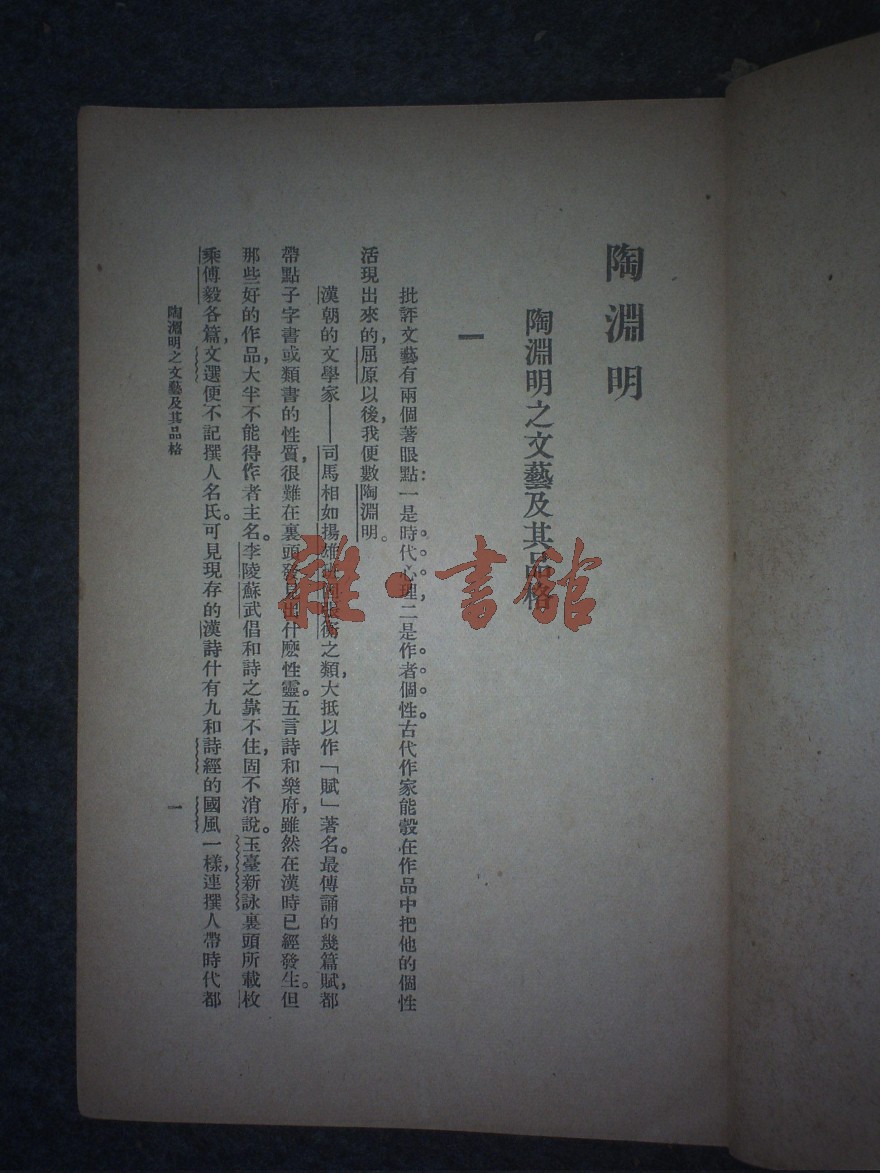 陶淵明
陶淵明之文藝及其品格
一
批評文藝有兩個著眼點：一是時代心理，二是作者個性。古代作家能彀在作品中把他的個性
活現出來的，屈原以後，我便數陶淵明。
漢朝的文學家——司馬相如揚雄班固張衡之類，大抵以作「賦」著名。最傳誦的幾篇賦，都
帶點子字書或類書的性質，很難在裏頭發見出什麽性靈。五言詩和樂府，雖然在漢時已經發生。但
那些好的作品，大半不能得作者主名。李陵蘇武倡和詩之靠不住，固不消說。玉臺新詠裏頭所載枚
乘傅毅各篇，文選便不記撰人名氏。可見現存的漢詩什有九和詩經的國風一樣，連撰人帶時代都
陶淵明之文藝及其品格
一
雜·書館